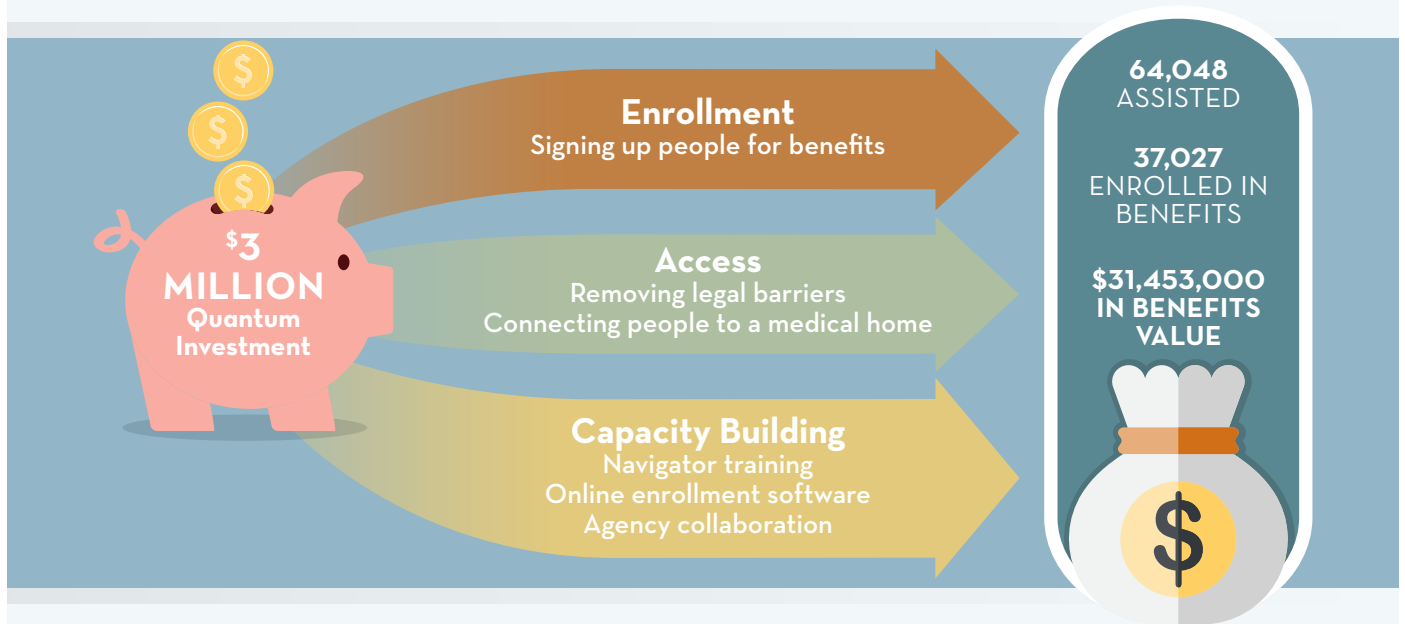 $
$
$
$3
MILLION
Quantum
Investment
Enrollment
Signing up people for benefits
Access
Removing legal barriers
Connecting people to a medical home
Capacity Building
Navigator training
Online enrollment software
Agency collaboration
64,048
ASSISTED
37,027
ENROLLED IN
BENEFITS
$31,453,000
IN BENEFITS
VALUE
$